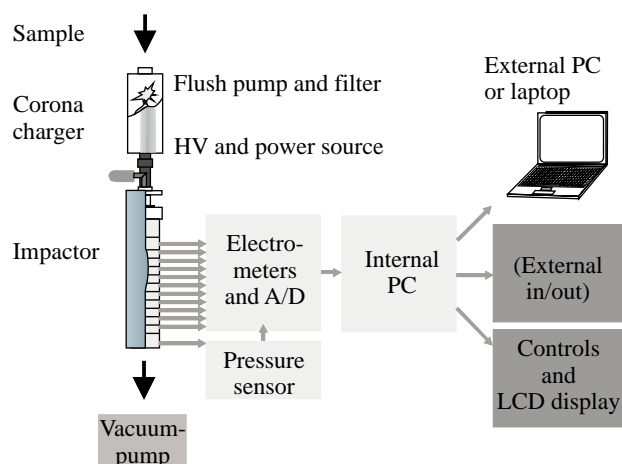 Sample
Corona
charger
Flush pump and filter
HV and power source
External PC
or laptop
Impactor
Electro-
meters
and A/D
Internal
PC
(External
in/out)
Pressure
sensor
Controls
and
LCD display
Vacuum-
pump